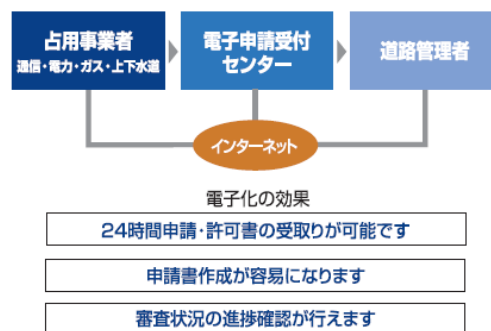 占用事業者
通信・電力・ガス・上下水道
電子申請受付
センター
道路管理者
インターネット
電子化の効果
24時間申請・許可書の受取りが可能です
申請書作成が容易になります
審査状況の進捗確認が行えます